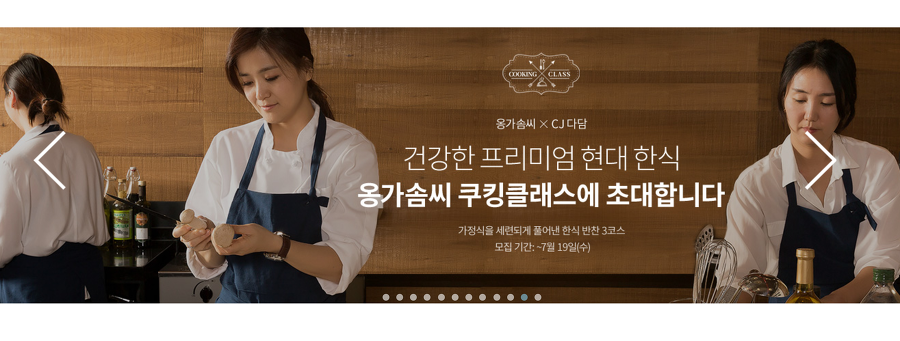 COOKING CLASS
옹가솜씨 × CJ 다담
건강한 프리미엄 현대 한식
옹가솜씨 쿠킹클래스에 초대합니다
가정식을 세련되게 풀어낸 한식 반찬 3코스
모집 기간: ~7월 19일(수)